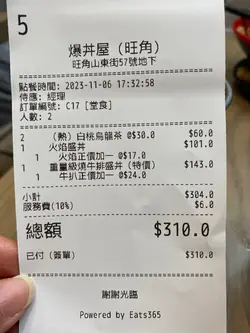 5
爆丼屋（旺角）
旺角山東街57號地下
點餐時間: 2023-11-06 17:32:58
侍應: 經理
訂單編號: C17 [堂食]
人數: 2
2 （熱）白桃烏龍茶 @$30.0 $60.0
1 火焰盛丼 $101.0
1 火焰正價加一 @$17.0
1 重量級燒牛排盛丼（特價） $143.0
1 牛扒正價加一 @$24.0
小計 $304.0
服務費(10%) $6.0
總額 $310.0
已付（簽單） $310.0
謝謝光臨
Powered by Eats365